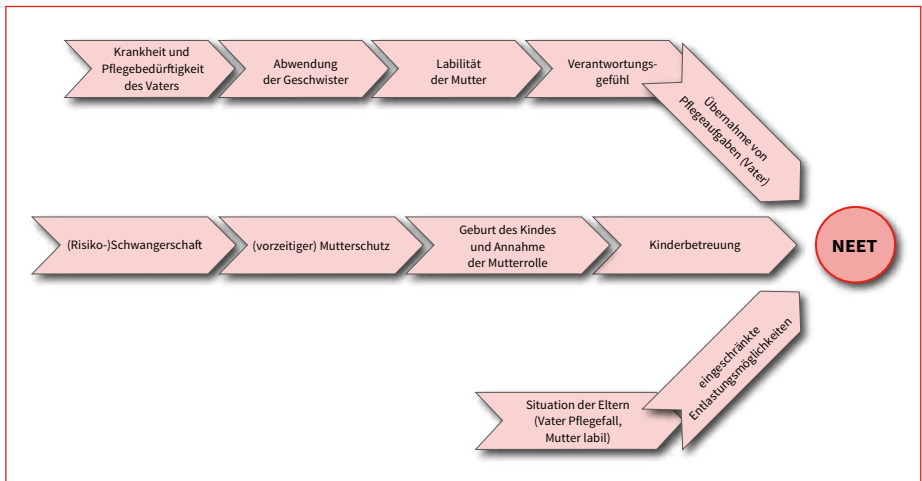 Krankheit und
Pflegebedürftigkeit
des Vaters
Abwendung
der Geschwister
Labilität
der Mutter
Verantwortungs-
gefühl
Übernahme von
Pflegeaufgaben (Vater)
(Risiko-)Schwangerschaft
(vorzeitiger) Mutterschutz
Geburt des Kindes
und Annahme
der Mutterrolle
Kinderbetreuung
NEET
Situation der Eltern
(Vater Pflegefall,
Mutter labil)
eingeschränkte
Entlastungsmöglichkeiten